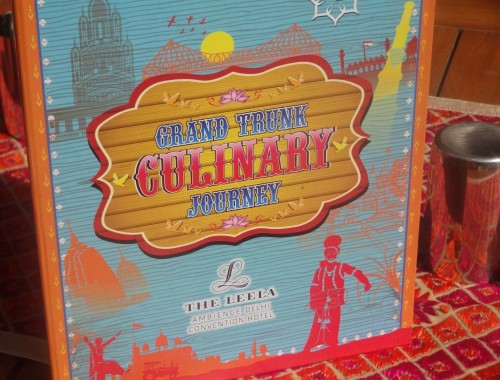 GRAND TRUNK
CULINARY
JOURNEY
L
THE LEELA
AMBIENCE DELHI
CONVENTION HOTEL